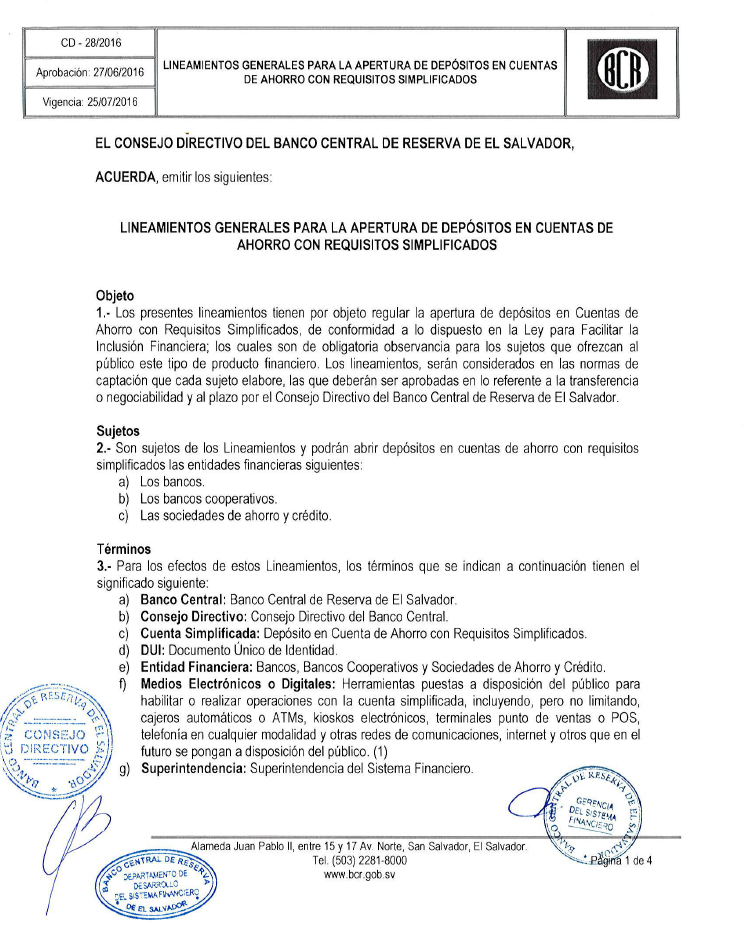 CD - 28/2016
Aprobación: 27/06/2016
Vigencia: 25/07/2016
LINEAMIENTOS GENERALES PARA LA APERTURA DE DEPÓSITOS EN CUENTAS
DE AHORRO CON REQUISITOS SIMPLIFICADOS
BCR
EL CONSEJO DIRECTIVO DEL BANCO CENTRAL DE RESERVA DE EL SALVADOR,
ACUERDA, emitir los siguientes:
LINEAMIENTOS GENERALES PARA LA APERTURA DE DEPÓSITOS EN CUENTAS DE
AHORRO CON REQUISITOS SIMPLIFICADOS
Objeto
1.- Los presentes lineamientos tienen por objeto regular la apertura de depósitos en Cuentas de
Ahorro con Requisitos Simplificados, de conformidad a lo dispuesto en la Ley para Facilitar la
Inclusión Financiera; los cuales son de obligatoria observancia para los sujetos que ofrezcan al
público este tipo de producto financiero. Los lineamientos, serán considerados en las normas de
captación que cada sujeto elabore, las que deberán ser aprobadas en lo referente a la transferencia
o negociabilidad y al plazo por el Consejo Directivo del Banco Central de Reserva de El Salvador.
Sujetos
2.- Son sujetos de los Lineamientos y podrán abrir depósitos en cuentas de ahorro con requisitos
simplificados las entidades financieras siguientes:
a) Los bancos.
b) Los bancos cooperativos.
c) Las sociedades de ahorro y crédito.
Términos
3.- Para los efectos de estos Lineamientos, los términos que se indican a continuación tienen el
significado siguiente:
a) Banco Central: Banco Central de Reserva de El Salvador.
b) Consejo Directivo: Consejo Directivo del Banco Central.
c) Cuenta Simplificada: Depósito en Cuenta de Ahorro con Requisitos Simplificados.
d) DUI: Documento Único de Identidad.
e) Entidad Financiera: Bancos, Bancos Cooperativos y Sociedades de Ahorro y Crédito.
f) Medios Electrónicos o Digitales: Herramientas puestas a disposición del público para
habilitar o realizar operaciones con la cuenta simplificada, incluyendo, pero no limitando,
cajeros automáticos o ATMs, kioskos electrónicos, terminales punto de ventas o POS,
telefonía en cualquier modalidad y otras redes de comunicaciones, internet y otros que en el
futuro se pongan a disposición del público. (1)
g) Superintendencia: Superintendencia del Sistema Financiero.
BANCO CENTRAL DE RESERVA DE EL SALVADOR
CONSEJO
DIRECTIVO
BANCO CENTRAL DE RESERVA DE EL SALVADOR
GERENCIA
DEL SISTEMA
FINANCIERO
Alameda Juan Pablo II, entre 15 y 17 Av. Norte, San Salvador, El Salvador.
Tel. (503) 2281-8000
www.bcr.gob.sv
Página 1 de 4
BANCO CENTRAL DE RESERVA
DEPARTAMENTO DE
DESARROLLO
DEL SISTEMA FINANCIERO
DE EL SALVADOR